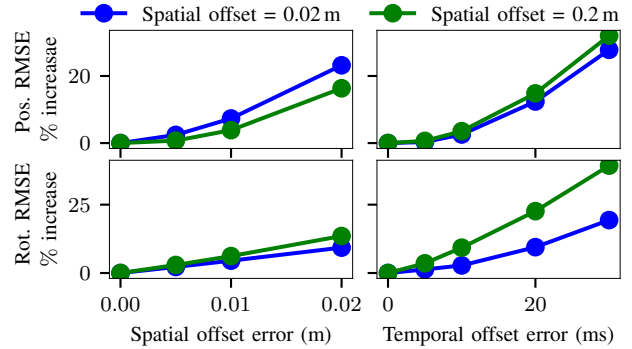 Spatial offset = 0.02 m
Spatial offset = 0.2 m
Pos. RMSE
% increasae
20
0
Rot. RMSE
% increase
25
0
0.00
0.01
0.02
0
20
Spatial offset error (m)
Temporal offset error (ms)